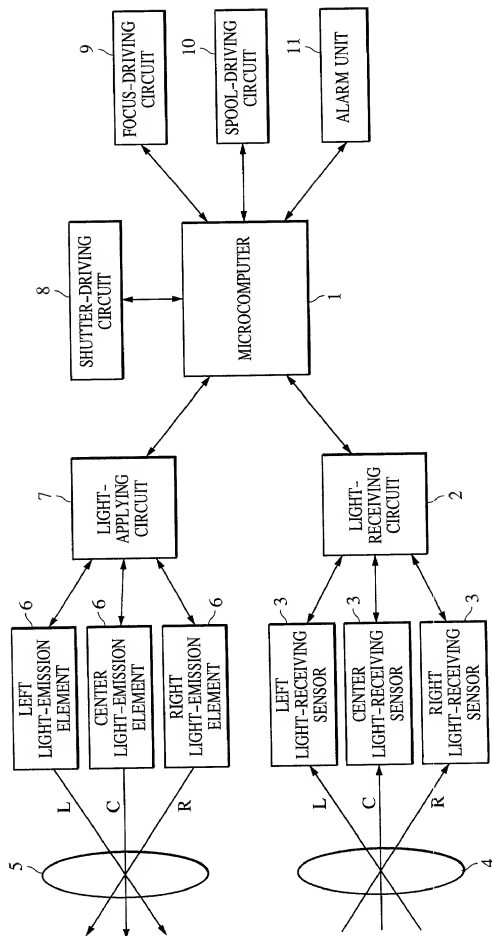 5
L
C
R
LEFT
LIGHT-EMISSION
ELEMENT
6
CENTER
LIGHT-EMISSION
ELEMENT
6
RIGHT
LIGHT-EMISSION
ELEMENT
6
7
LIGHT-
APPLYING
CIRCUIT
8
SHUTTER-DRIVING
CIRCUIT
9
FOCUS-DRIVING
CIRCUIT
10
SPOOL-DRIVING
CIRCUIT
11
ALARM UNIT
MICROCOMPUTER
1
4
L
C
R
LEFT
LIGHT-RECEIVING
SENSOR
3
CENTER
LIGHT-RECEIVING
SENSOR
3
RIGHT
LIGHT-RECEIVING
SENSOR
3
LIGHT-
RECEIVING
CIRCUIT
2